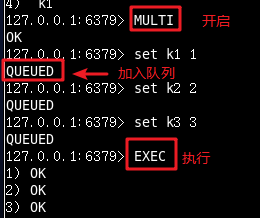 4) k1
127.0.0.1:6379> MULTI 开启
OK
127.0.0.1:6379> set k1 1
QUEUED 加入队列
127.0.0.1:6379> set k2 2
QUEUED
127.0.0.1:6379> set k3 3
QUEUED
127.0.0.1:6379> EXEC 执行
1) OK
2) OK
3) OK